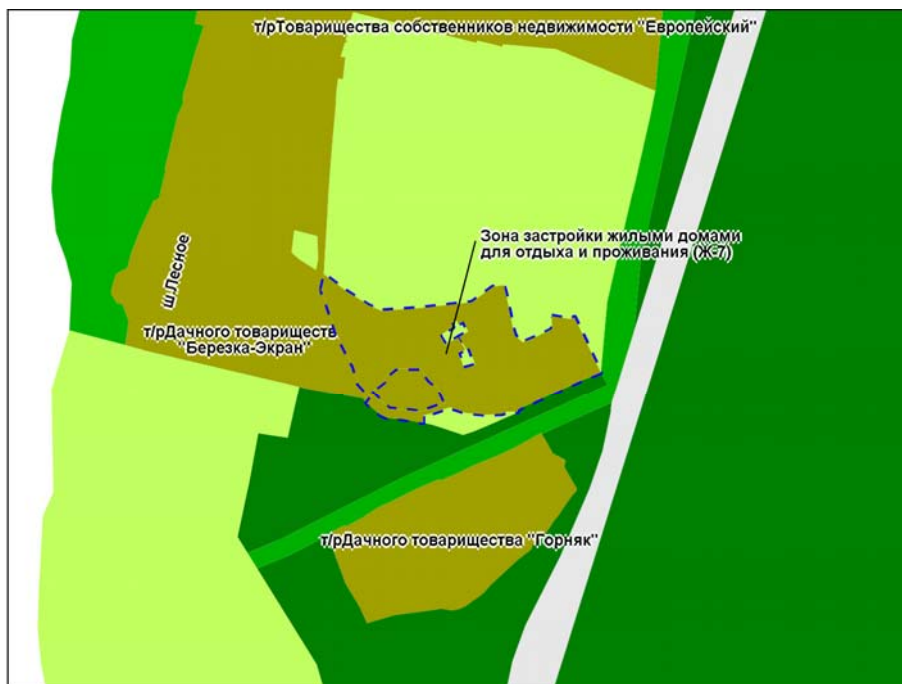 т/рТоварищества собственников недвижимости "Европейский"
Зона застройки жилыми домами
для отдыха и проживания (Ж-7)
ш.Лесное
т/рДачного товариществ
"Березка-Экран"
т/рДачного товарищества "Горняк"